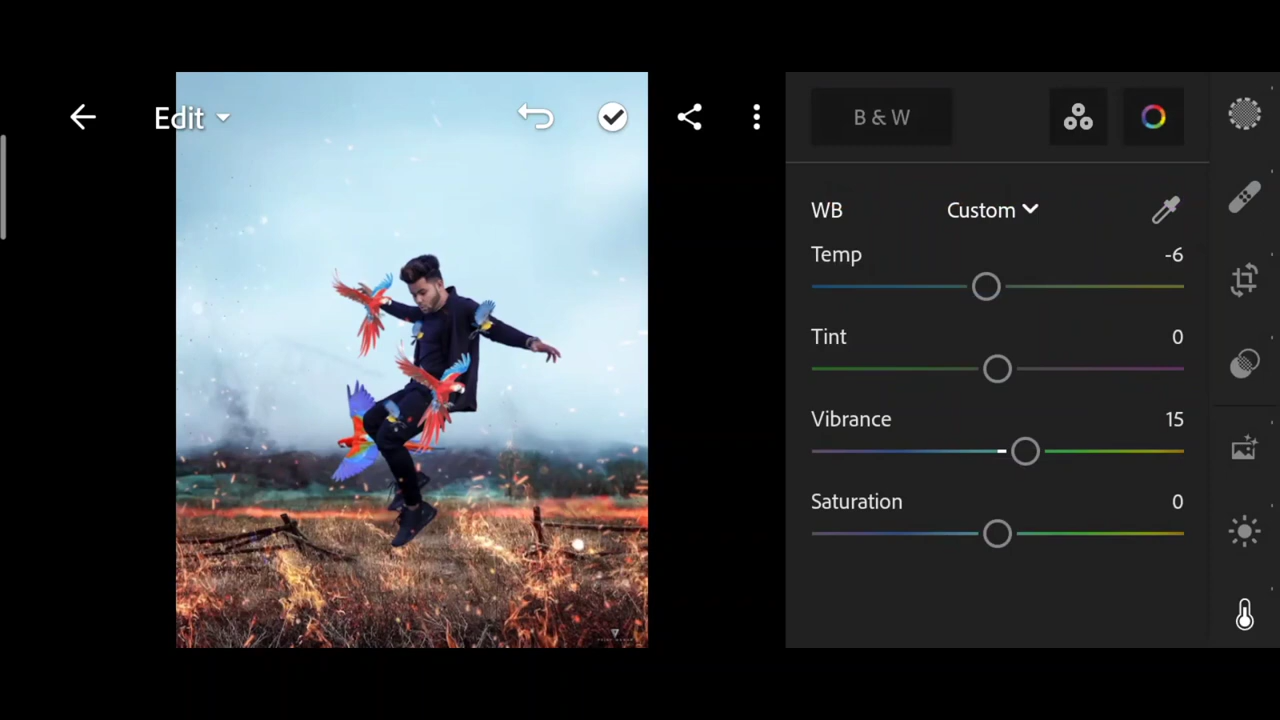 Edit
B & W
WB Custom
Temp -6
Tint 0
Vibrance 15
Saturation 0